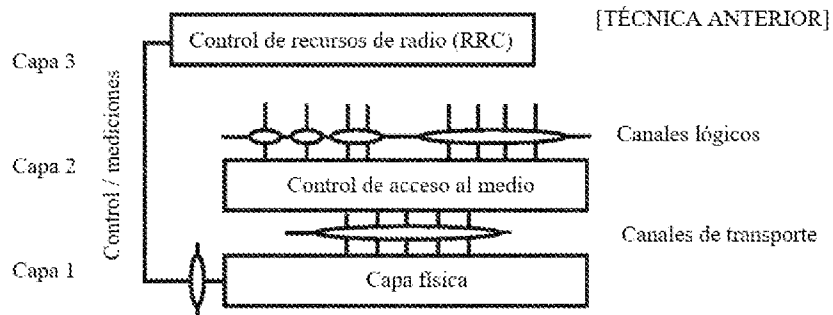 [TÉCNICA ANTERIOR]
Control de recursos de radio (RRC)
Capa 3
Control / mediciones
Canales lógicos
Capa 2
Control de acceso al medio
Canales de transporte
Capa 1
Capa física